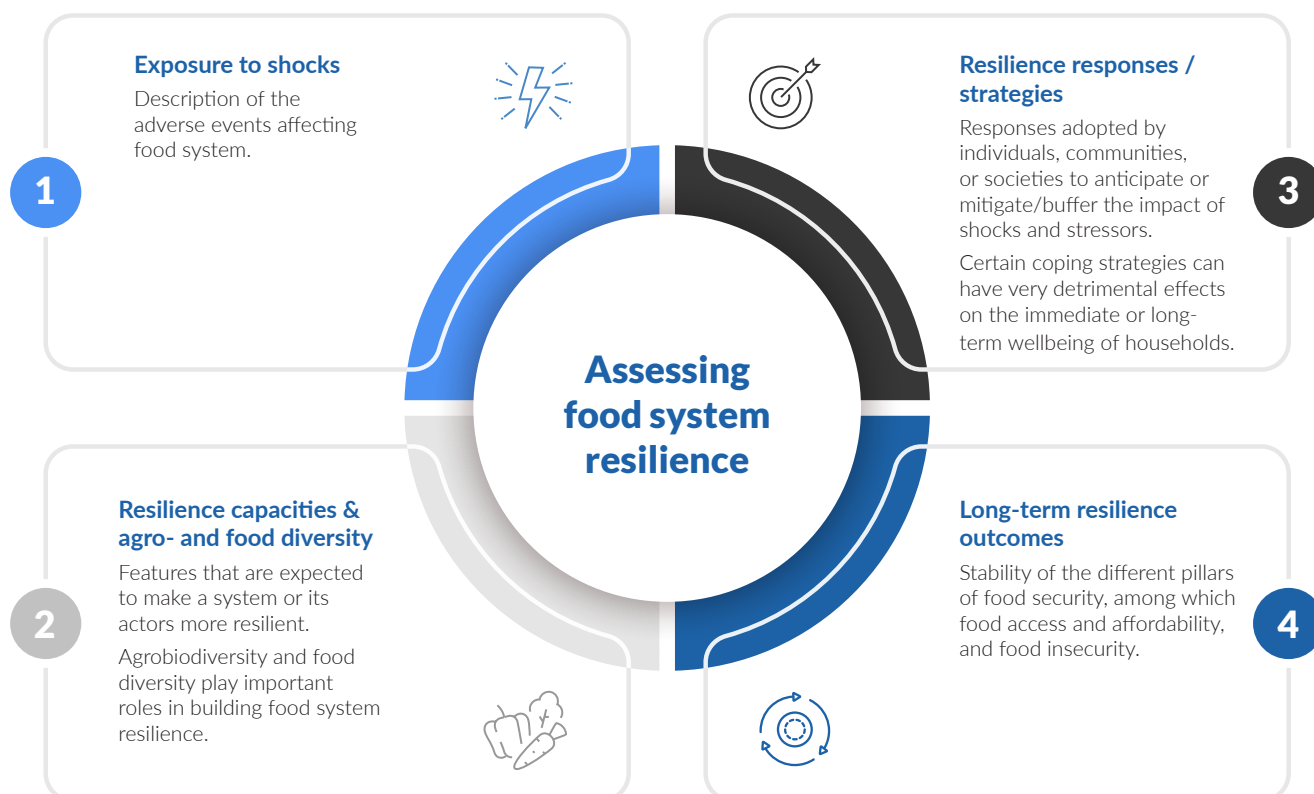 1
Exposure to shocks
Description of the
adverse events affecting
food system.
2
Resilience capacities &
agro- and food diversity
Features that are expected
to make a system or its
actors more resilient.
Agrobiodiversity and food
diversity play important
roles in building food system
resilience.
Assessing
food system
resilience
3
Resilience responses /
strategies
Responses adopted by
individuals, communities,
or societies to anticipate or
mitigate/buffer the impact of
shocks and stressors.
Certain coping strategies can
have very detrimental effects
on the immediate or long-
term wellbeing of households.
4
Long-term resilience
outcomes
Stability of the different pillars
of food security, among which
food access and affordability,
and food insecurity.